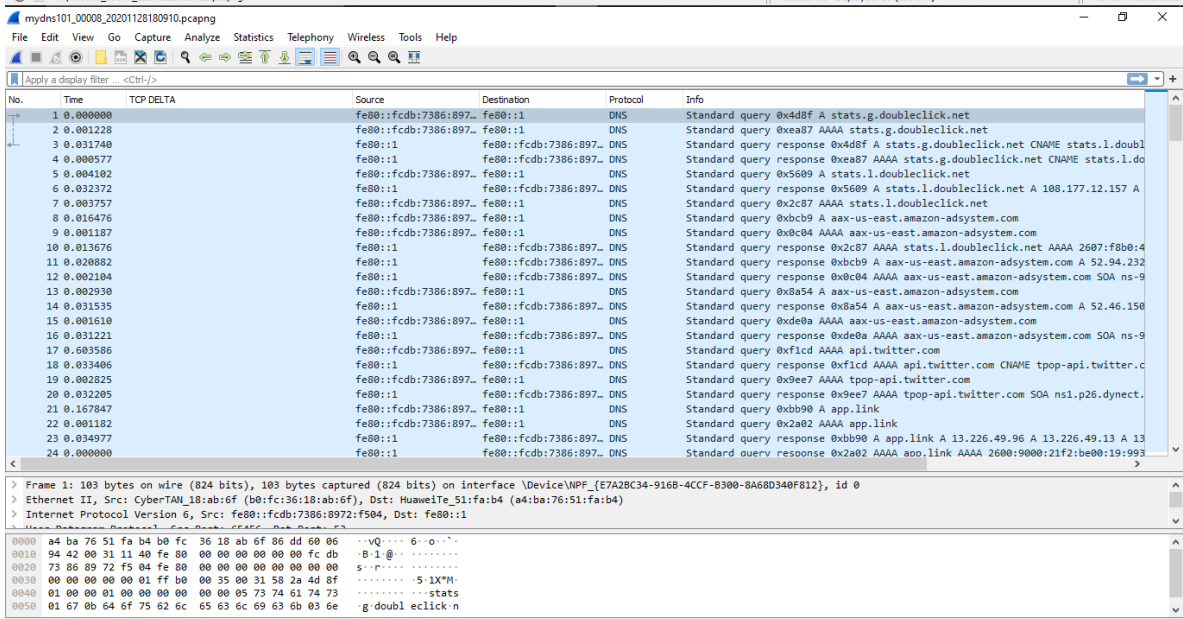 mydns101_00008_20201128180910.pcapng
File Edit View Go Capture Analyze Statistics Telephony Wireless Tools Help
Apply a display filter ... <Ctrl-/>
No. Time TCP DELTA Source Destination Protocol Info
1 0.000000 fe80::fcdb:7386:897… fe80::1 DNS Standard query 0x4d8f A stats.g.doubleclick.net
2 0.001228 fe80::fcdb:7386:897… fe80::1 DNS Standard query 0xea87 AAAA stats.g.doubleclick.net
3 0.031740 fe80::1 fe80::fcdb:7386:897… DNS Standard query response 0x4d8f A stats.g.doubleclick.net CNAME stats.l.doubl
4 0.000577 fe80::1 fe80::fcdb:7386:897… DNS Standard query response 0xea87 AAAA stats.g.doubleclick.net CNAME stats.l.do
5 0.004102 fe80::fcdb:7386:897… fe80::1 DNS Standard query 0x5609 A stats.l.doubleclick.net
6 0.032372 fe80::1 fe80::fcdb:7386:897… DNS Standard query response 0x5609 A stats.l.doubleclick.net A 108.177.12.157 A
7 0.003757 fe80::fcdb:7386:897… fe80::1 DNS Standard query 0x2c87 AAAA stats.l.doubleclick.net
8 0.016476 fe80::fcdb:7386:897… fe80::1 DNS Standard query 0xbcb9 A aax-us-east.amazon-adsystem.com
9 0.001187 fe80::fcdb:7386:897… fe80::1 DNS Standard query 0x0c04 AAAA aax-us-east.amazon-adsystem.com
10 0.013676 fe80::1 fe80::fcdb:7386:897… DNS Standard query response 0x2c87 AAAA stats.l.doubleclick.net AAAA 2607:f8b0:4
11 0.020882 fe80::1 fe80::fcdb:7386:897… DNS Standard query response 0xbcb9 A aax-us-east.amazon-adsystem.com A 52.94.232
12 0.002104 fe80::1 fe80::fcdb:7386:897… DNS Standard query response 0x0c04 AAAA aax-us-east.amazon-adsystem.com SOA ns-9
13 0.002930 fe80::fcdb:7386:897… fe80::1 DNS Standard query 0x8a54 A aax-us-east.amazon-adsystem.com
14 0.031535 fe80::1 fe80::fcdb:7386:897… DNS Standard query response 0x8a54 A aax-us-east.amazon-adsystem.com A 52.46.150
15 0.001610 fe80::fcdb:7386:897… fe80::1 DNS Standard query 0xde0a AAAA aax-us-east.amazon-adsystem.com
16 0.031221 fe80::1 fe80::fcdb:7386:897… DNS Standard query response 0xde0a AAAA aax-us-east.amazon-adsystem.com SOA ns-9
17 0.603586 fe80::fcdb:7386:897… fe80::1 DNS Standard query 0xf1cd AAAA api.twitter.com
18 0.033406 fe80::1 fe80::fcdb:7386:897… DNS Standard query response 0xf1cd AAAA api.twitter.com CNAME tpop-api.twitter.c
19 0.002825 fe80::fcdb:7386:897… fe80::1 DNS Standard query 0x9ee7 AAAA tpop-api.twitter.com
20 0.032205 fe80::1 fe80::fcdb:7386:897… DNS Standard query response 0x9ee7 AAAA tpop-api.twitter.com SOA ns1.p26.dynect.
21 0.167847 fe80::fcdb:7386:897… fe80::1 DNS Standard query 0xbb90 A app.link
22 0.001182 fe80::fcdb:7386:897… fe80::1 DNS Standard query 0x2a02 AAAA app.link
23 0.034977 fe80::1 fe80::fcdb:7386:897… DNS Standard query response 0xbb90 A app.link A 13.226.49.96 A 13.226.49.13 A 13
24 0.000000 fe80::1 fe80::fcdb:7386:897… DNS Standard query response 0x2a02 AAAA app.link AAAA 2600:9000:21f2:be00:19:993
Frame 1: 103 bytes on wire (824 bits), 103 bytes captured (824 bits) on interface \Device\NPF_{E7A2BC34-916B-4CCF-B300-8A68D340F812}, id 0
Ethernet II, Src: CyberTAN_18:ab:6f (b0:fc:36:18:ab:6f), Dst: HuaweiTe_51:fa:b4 (a4:ba:76:51:fa:b4)
Internet Protocol Version 6, Src: fe80::fcdb:7386:8972:f504, Dst: fe80::1
0000 a4 ba 76 51 fa b4 b0 fc 36 18 ab 6f 86 dd 60 06 ··vQ···· 6··o··`·
0010 94 42 00 31 11 40 fe 80 00 00 00 00 00 00 fc db ·B·1·@·· ········
0020 73 86 89 72 f5 04 fe 80 00 00 00 00 00 00 00 00 s··r···· ········
0030 00 00 00 00 00 01 ff b0 00 35 00 31 58 2a 4d 8f ········ ·5·1X*M·
0040 01 00 00 01 00 00 00 00 00 00 05 73 74 61 74 73 ········ ···stats
0050 01 67 0b 64 6f 75 62 6c 65 63 6c 69 63 6b 03 6e ·g·doubl eclick·n